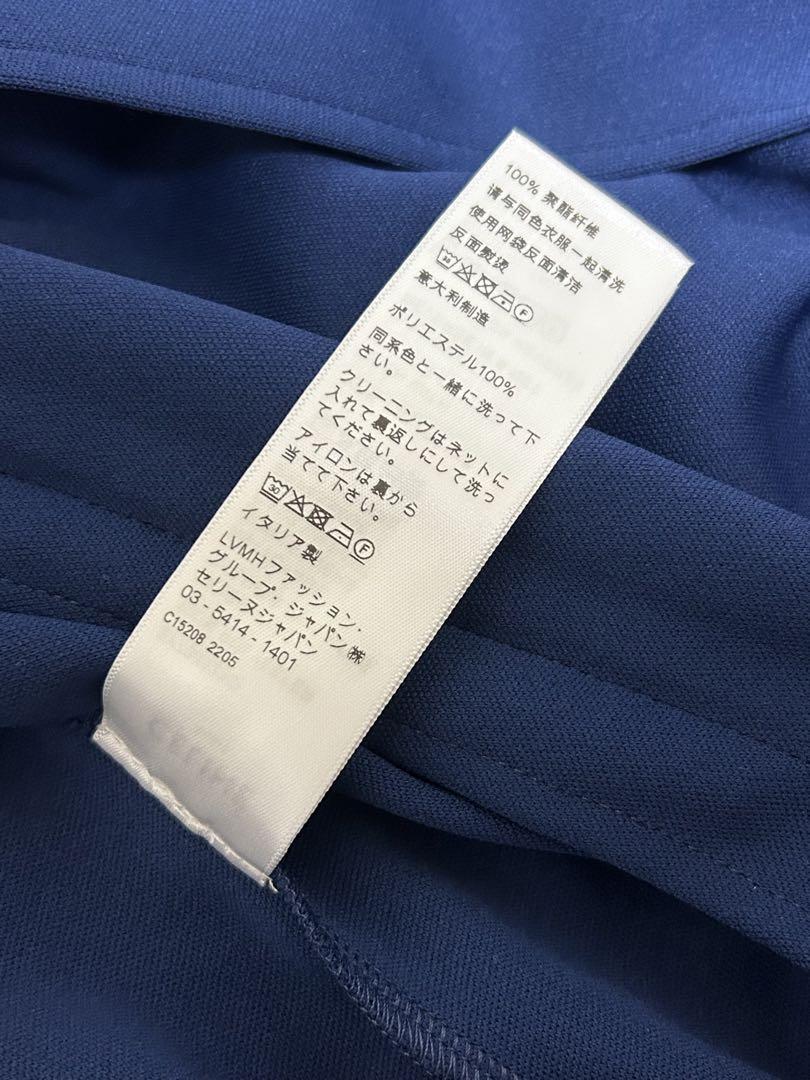 100% 聚酯纤维
请与同色衣服一起清洗
使用网袋反面清洁
反面熨烫
30 F
意大利制造
ポリエステル100%
同系色と一緒に洗って下
さい。
クリーニングはネットに
入れて裏返しにして洗っ
てください。
アイロンは裏から
当てて下さい。
30 F
イタリア製
LVMHファッション・
グループ・ジャパン㈱
セリーヌジャパン
03 - 5414 - 1401
C15208 2205